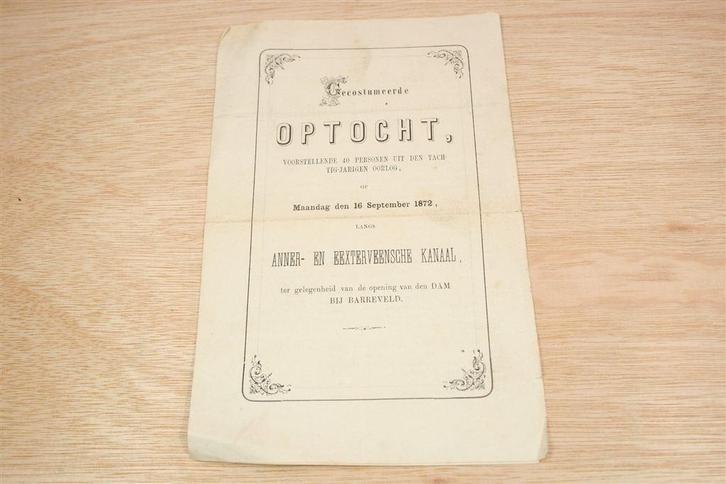 Gecostumeerde
OPTOCHT,
VOORSTELLENDE 40 PERSONEN UIT DEN TACH
TIG-JARIGEN OORLOG,
OP
Maandag den 16 September 1872,
LANGS
ANNER- EN EEXTERVEENSCHE KANAAL,
ter gelegenheid van de opening van den DAM
BIJ BARREVELD.